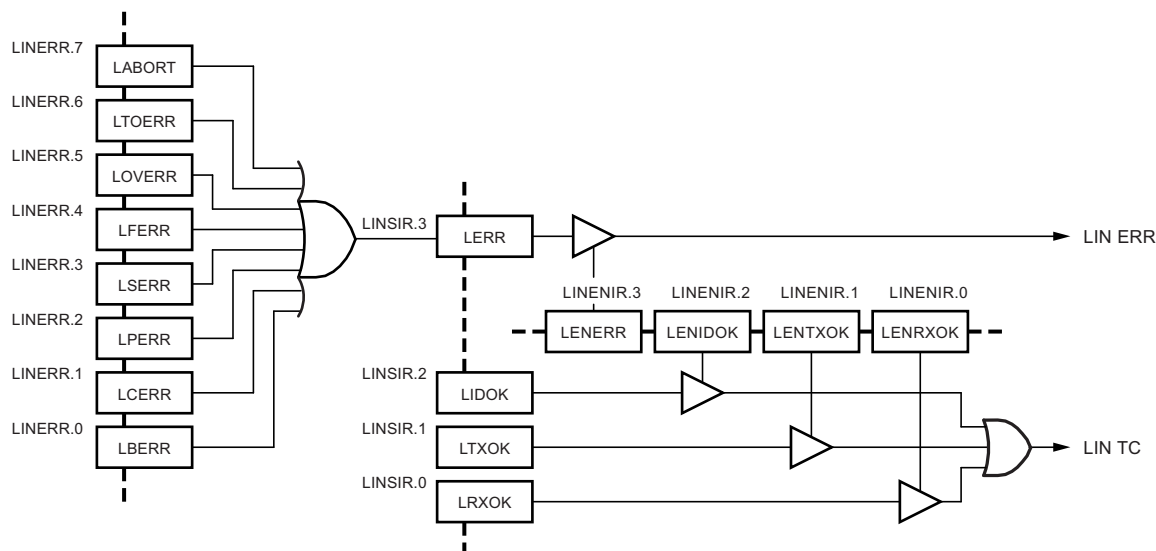 LINERR.7
LABORT
LINERR.6
LTOERR
LINERR.5
LOVERR
LINERR.4
LFERR
LINERR.3
LSERR
LINERR.2
LPERR
LINERR.1
LCERR
LINERR.0
LBERR
LINSIR.3
LERR
LIN ERR
LINENIR.3
LINENIR.2
LINENIR.1
LINENIR.0
LENERR
LENIDOK
LENTXOK
LENRXOK
LINSIR.2
LIDOK
LINSIR.1
LTXOK
LIN TC
LINSIR.0
LRXOK